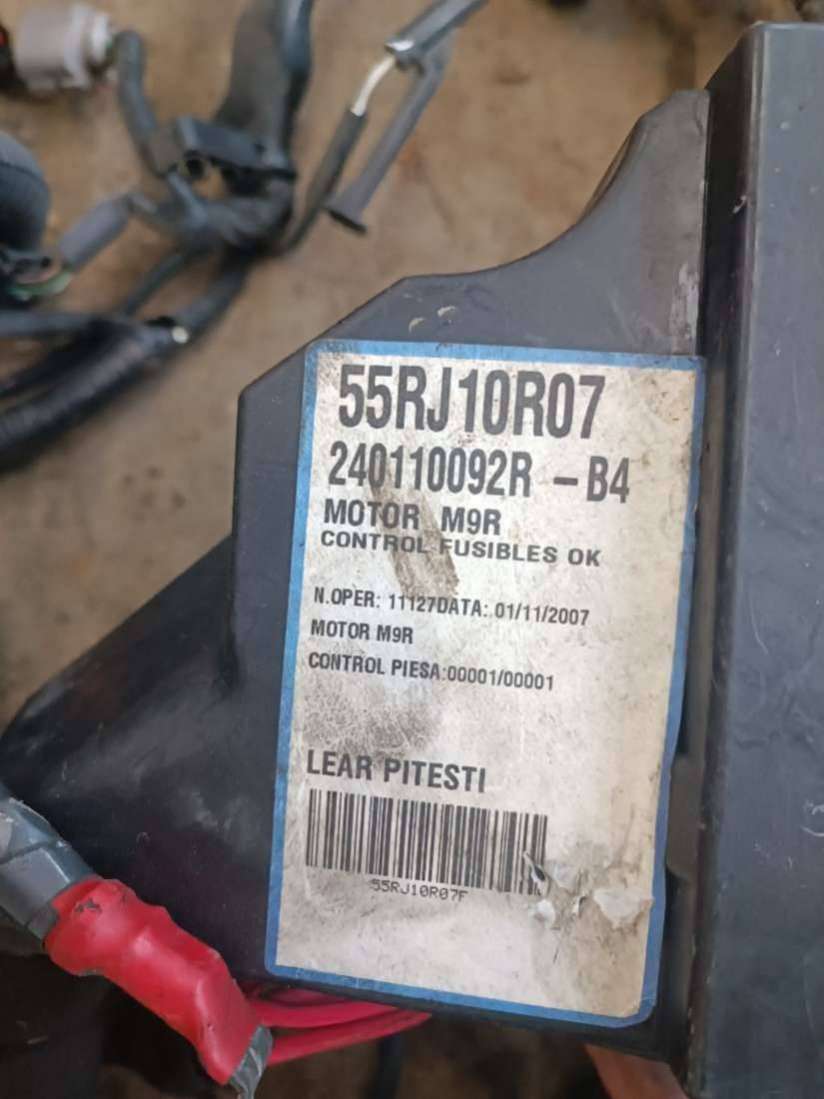 55RJ10R07
240110092R - B4
MOTOR M9R
CONTROL FUSIBLES OK
N.OPER: 11127DATA: 01/11/2007
MOTOR M9R
CONTROL PIESA:00001/00001
LEAR PITESTI
55RJ10R07F